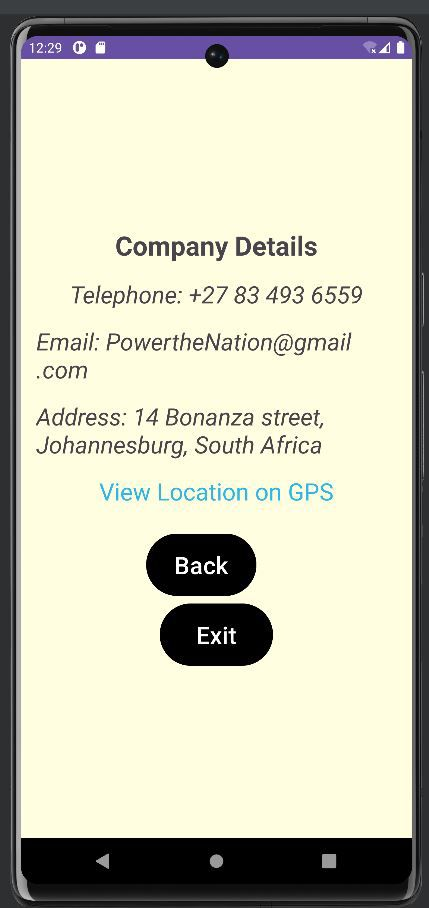 12:29
Company Details
Telephone: +27 83 493 6559
Email: PowertheNation@gmail
.com
Address: 14 Bonanza street,
Johannesburg, South Africa
View Location on GPS
Back
Exit